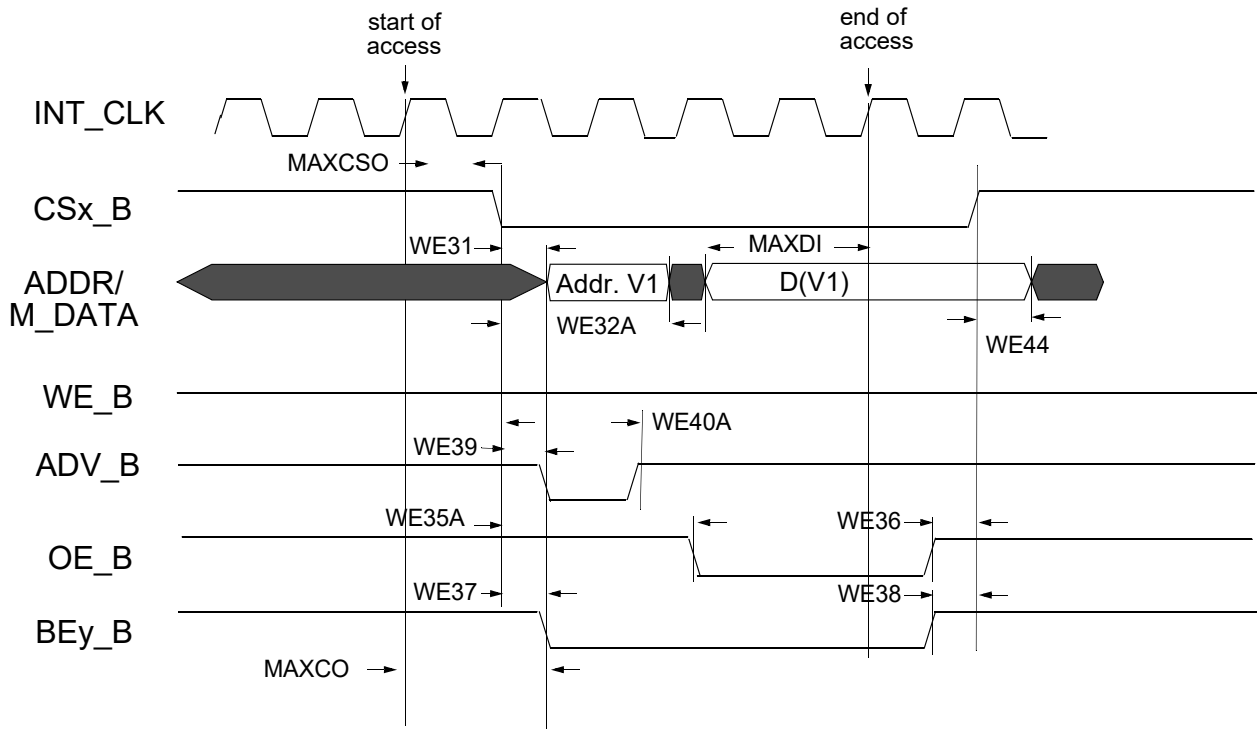 start of
access
end of
access
INT_CLK
MAXCSO
CSx_B
WE31
MAXDI
ADDR/
M_DATA
Addr. V1
D(V1)
WE32A
WE44
WE_B
WE40A
WE39
ADV_B
WE35A
WE36
OE_B
WE37
WE38
BEy_B
MAXCO